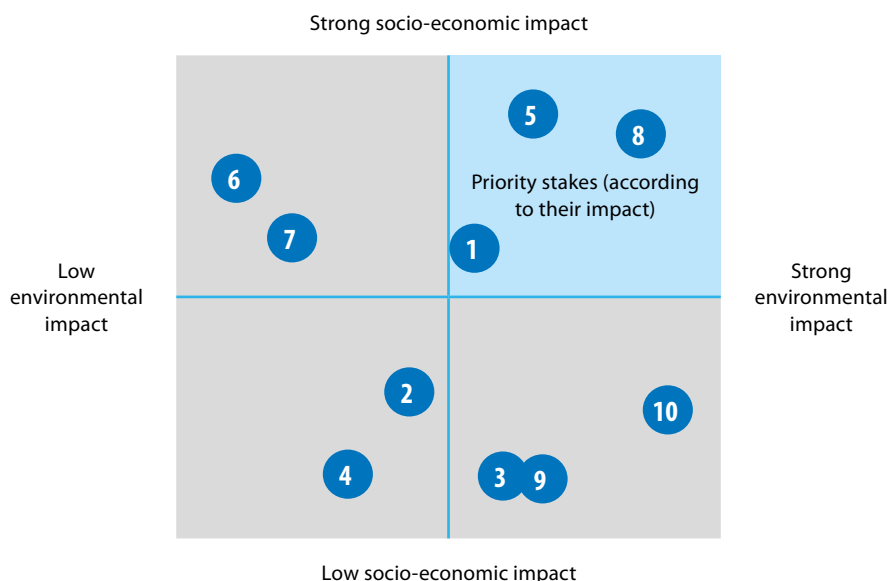 Strong socio-economic impact
5
8
6
Priority stakes (according
to their impact)
7
1
Low
environmental
impact
Strong
environmental
impact
2
10
4
3
9
Low socio-economic impact